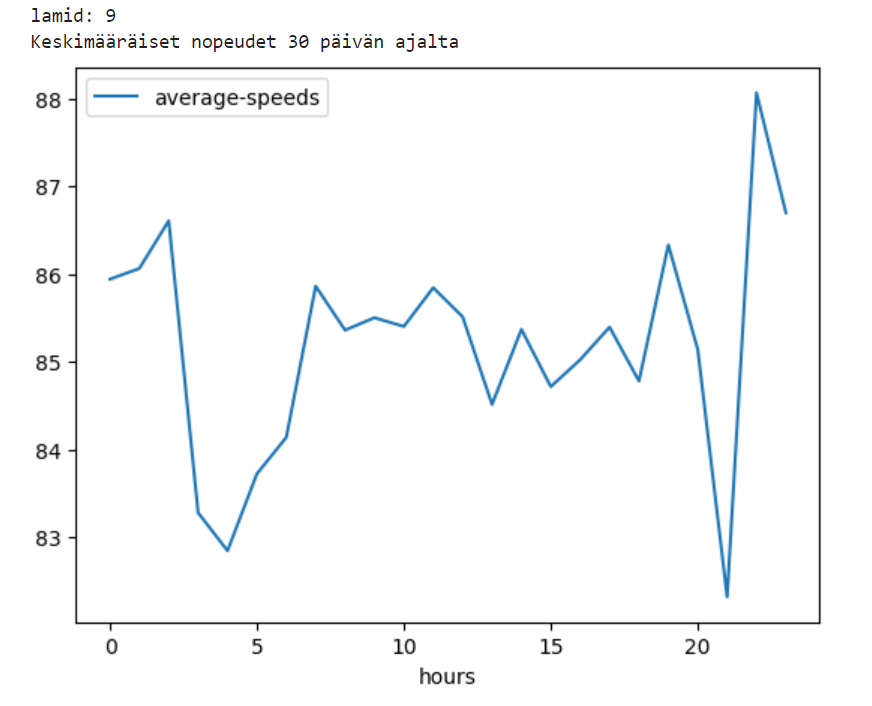 lamid: 9
Keskimääräiset nopeudet 30 päivän ajalta
average-speeds
88
87
86
85
84
83
0 5 10 15 20
hours